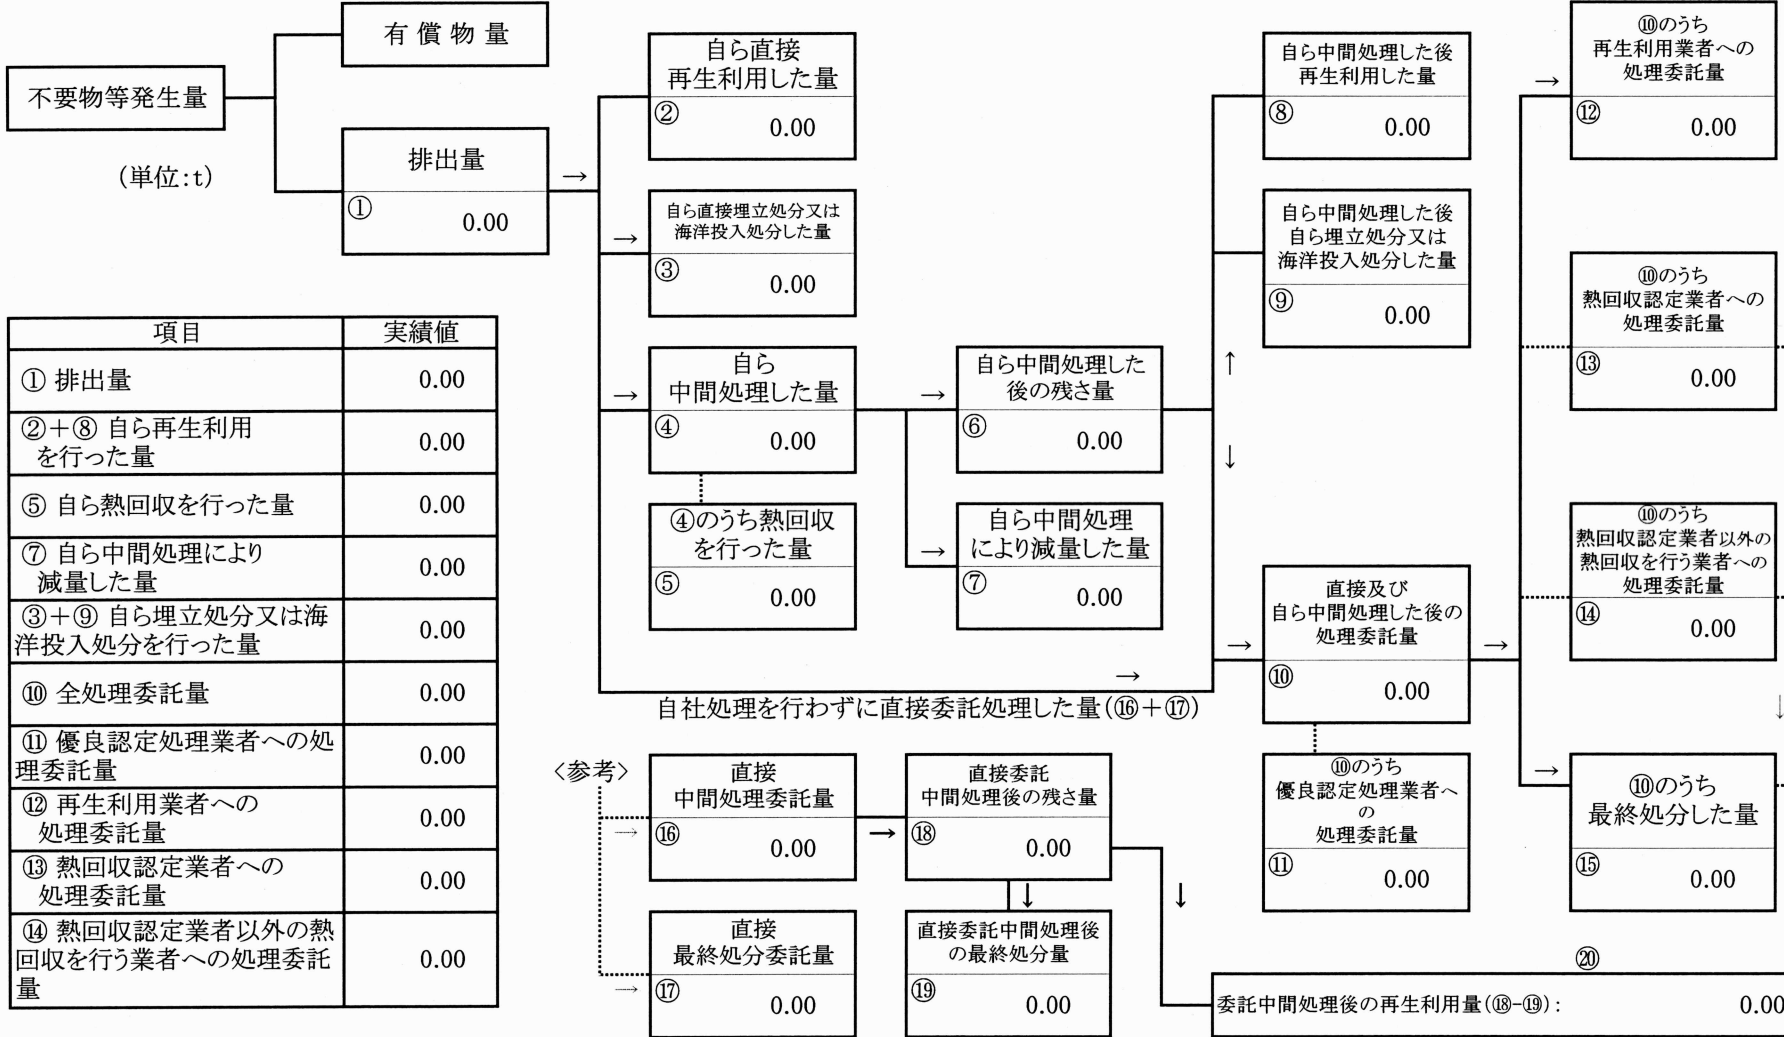 不要物等発生量
(単位:t)
有償物量
排出量
① 0.00
→
自ら直接
再生利用した量
② 0.00
→
自ら直接埋立処分又は
海洋投入処分した量
③ 0.00
→
自ら
中間処理した量
④ 0.00
④のうち熱回収
を行った量
⑤ 0.00
→
自ら中間処理した
後の残さ量
⑥ 0.00
→
自ら中間処理
により減量した量
⑦ 0.00
↑
↓
自ら中間処理した後
再生利用した量
⑧ 0.00
自ら中間処理した後
自ら埋立処分又は
海洋投入処分した量
⑨ 0.00
→
自社処理を行わずに直接委託処理した量(⑯+⑰)
→
直接及び
自ら中間処理した後の
処理委託量
⑩ 0.00
⑩のうち
優良認定処理業者へ
の
処理委託量
⑪ 0.00
→
→
⑩のうち
再生利用業者への
処理委託量
⑫ 0.00
⑩のうち
熱回収認定業者への
処理委託量
⑬ 0.00
⑩のうち
熱回収認定業者以外の
熱回収を行う業者への
処理委託量
⑭ 0.00
↓
→
⑩のうち
最終処分した量
⑮ 0.00
項目 実績値
① 排出量 0.00
②+⑧ 自ら再生利用
を行った量 0.00
⑤ 自ら熱回収を行った量 0.00
⑦ 自ら中間処理により
減量した量 0.00
③+⑨ 自ら埋立処分又は海
洋投入処分を行った量 0.00
⑩ 全処理委託量 0.00
⑪ 優良認定処理業者への処
理委託量 0.00
⑫ 再生利用業者への
処理委託量 0.00
⑬ 熱回収認定業者への
処理委託量 0.00
⑭ 熱回収認定業者以外の熱
回収を行う業者への処理委託
量 0.00
<参考>
→
直接
中間処理委託量
⑯ 0.00
→
直接
最終処分委託量
⑰ 0.00
→
直接委託
中間処理後の残さ量
⑱ 0.00
↓
直接委託中間処理後
の最終処分量
⑲ 0.00
↓
⑳
委託中間処理後の再生利用量(⑱-⑲): 0.00